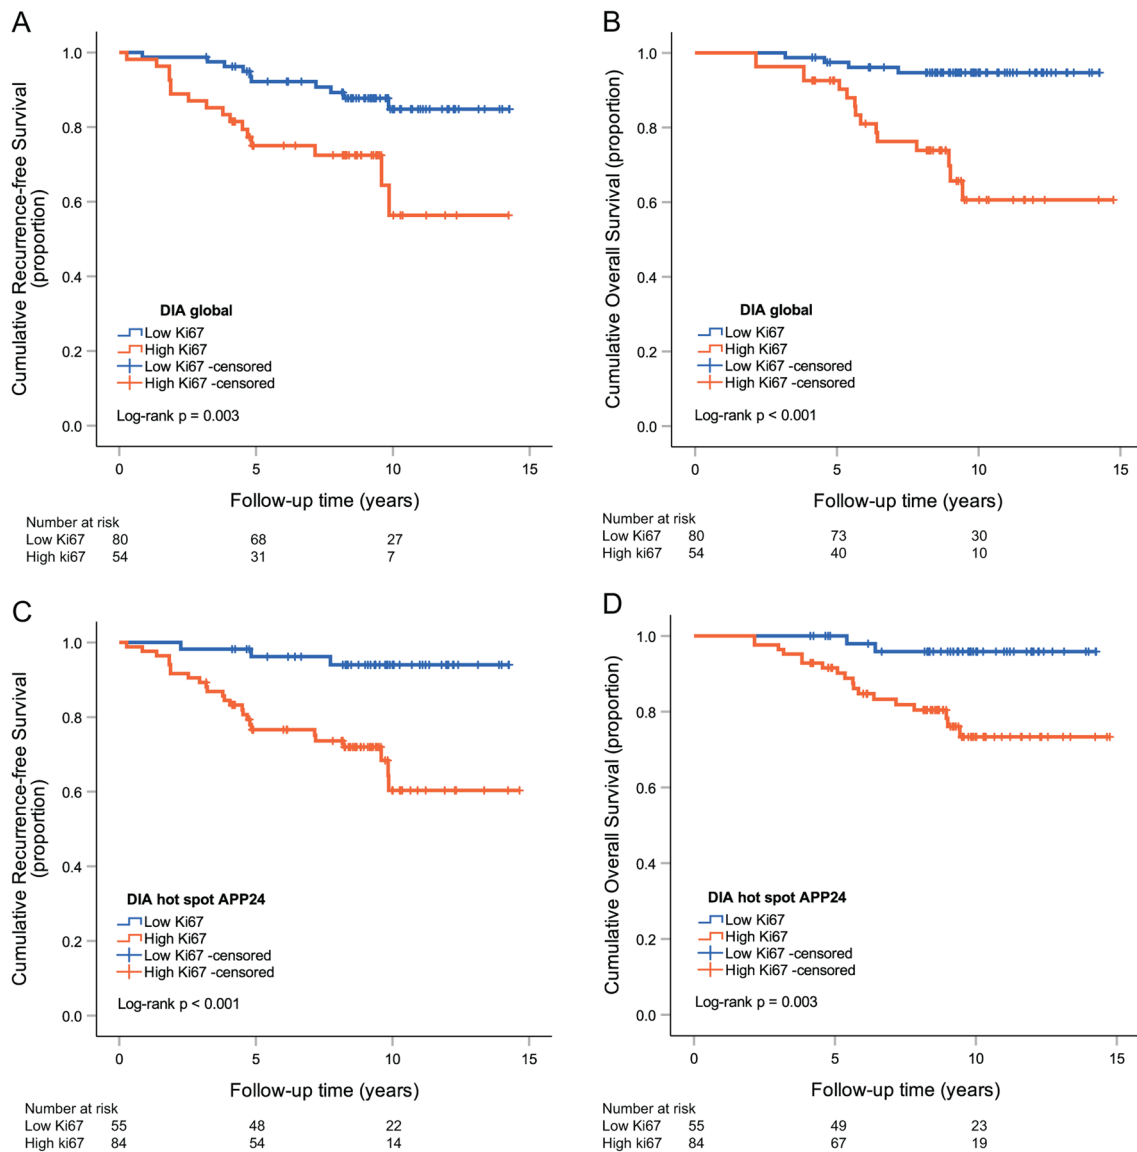 A
Cumulative Recurrence-free Survival
(proportion)
1.0
0.8
0.6
0.4
0.2
0.0
DIA global
Low Ki67
High Ki67
Low Ki67 -censored
High Ki67 -censored
Log-rank p = 0.003
0 5 10 15
Follow-up time (years)
Number at risk
Low Ki67 80 68 27
High ki67 54 31 7
B
Cumulative Overall Survival (proportion)
1.0
0.8
0.6
0.4
0.2
0.0
DIA global
Low Ki67
High Ki67
Low Ki67 -censored
High Ki67 -censored
Log-rank p < 0.001
0 5 10 15
Follow-up time (years)
Number at risk
Low Ki67 80 73 30
High ki67 54 40 10
C
Cumulative Recurrence-free Survival
(proportion)
1.0
0.8
0.6
0.4
0.2
0.0
DIA hot spot APP24
Low Ki67
High Ki67
Low Ki67 -censored
High Ki67 -censored
Log-rank p < 0.001
0 5 10 15
Follow-up time (years)
Number at risk
Low Ki67 55 48 22
High ki67 84 54 14
D
Cumulative Overall Survival (proportion)
1.0
0.8
0.6
0.4
0.2
0.0
DIA hot spot APP24
Low Ki67
High Ki67
Low Ki67 -censored
High Ki67 -censored
Log-rank p = 0.003
0 5 10 15
Follow-up time (years)
Number at risk
Low Ki67 55 49 23
High ki67 84 67 19